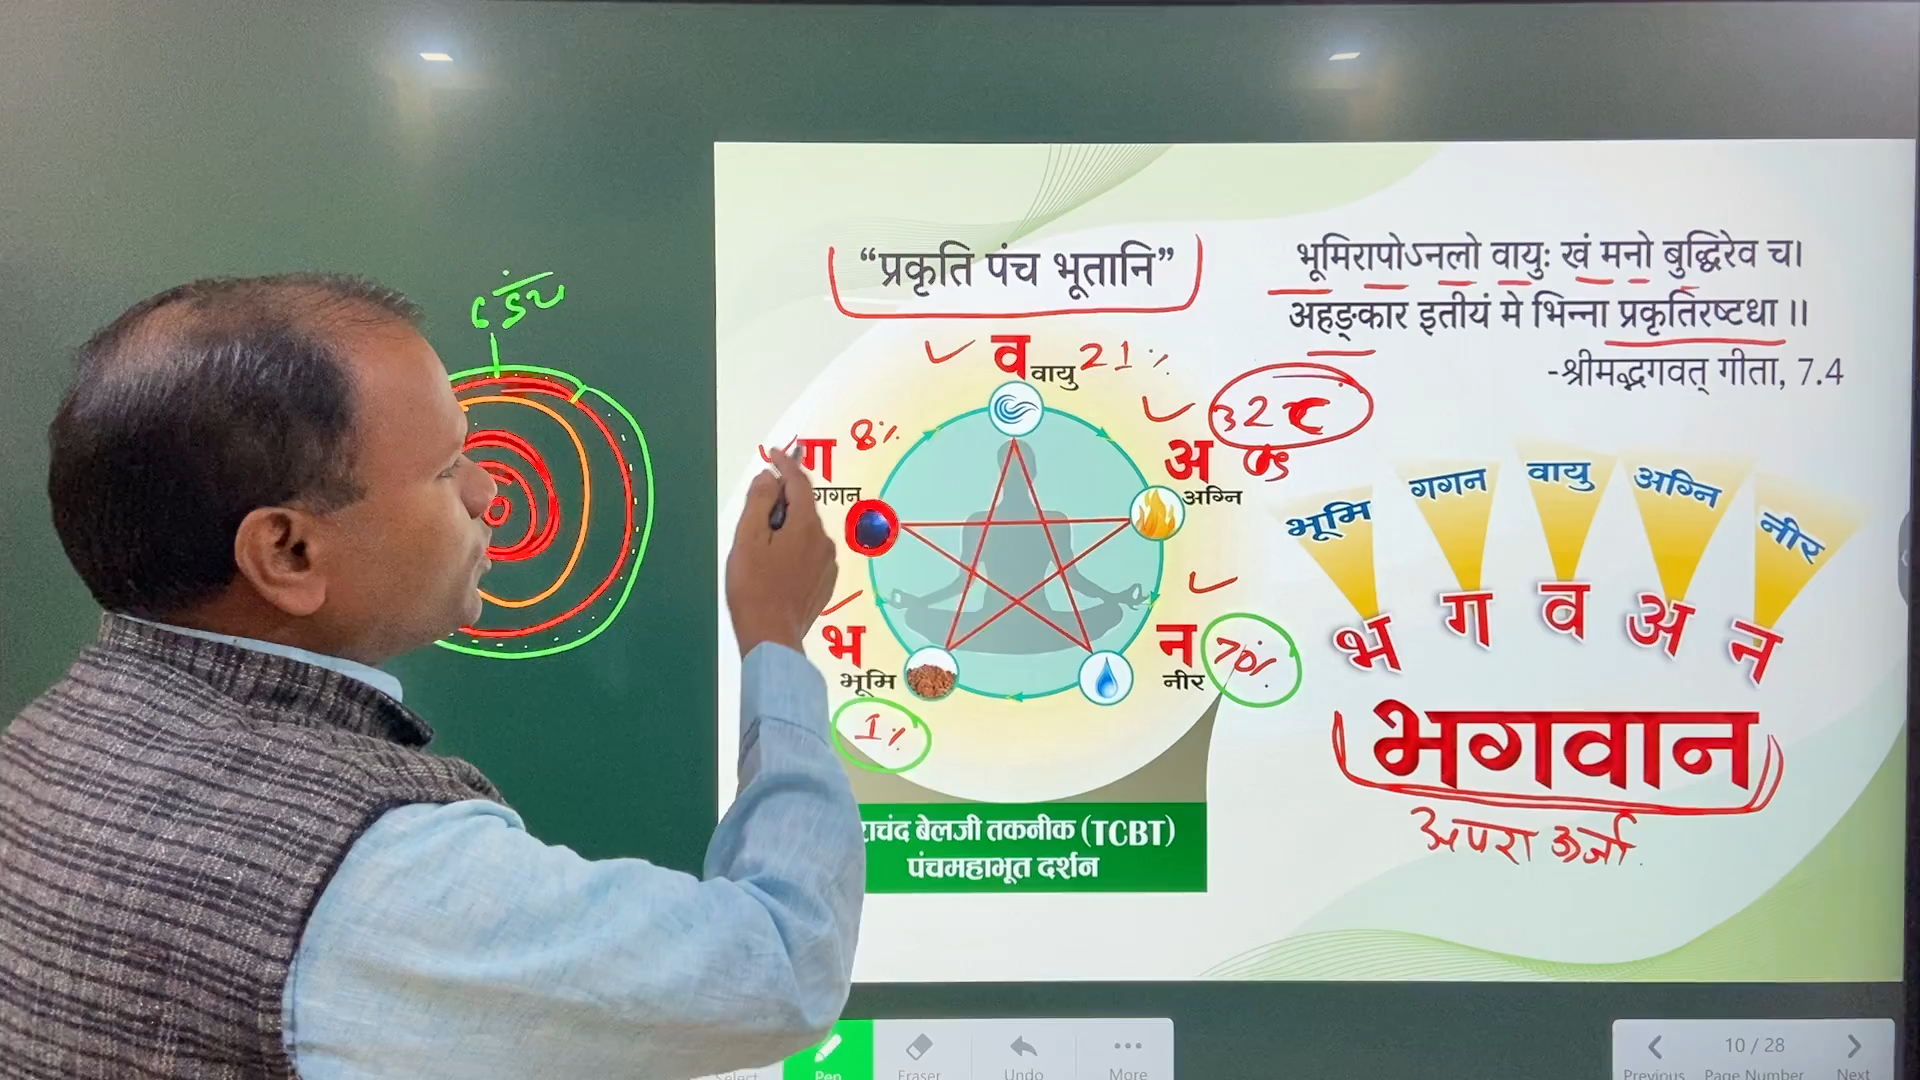 “प्रकृति पंच भूतानि”
भूमिरापोऽनलो वायुः खं मनो बुद्धिरेव च।
अहङ्कार इतीयं मे भिन्ना प्रकृतिरष्टधा ।।
-श्रीमद्भगवत् गीता, 7.4
व वायु 21%
ग 8%
गगन
अ
अग्नि
32
भ
भूमि
1%
न
नीर
70%
भूमि गगन वायु अग्नि नीर
भ ग व अ न
भगवान
अपरा ऊर्जा
राचंद बेलजी तकनीक (TCBT)
पंचमहाभूत दर्शन
Select Pen Eraser Undo More
10 / 28
Previous Page Number Next